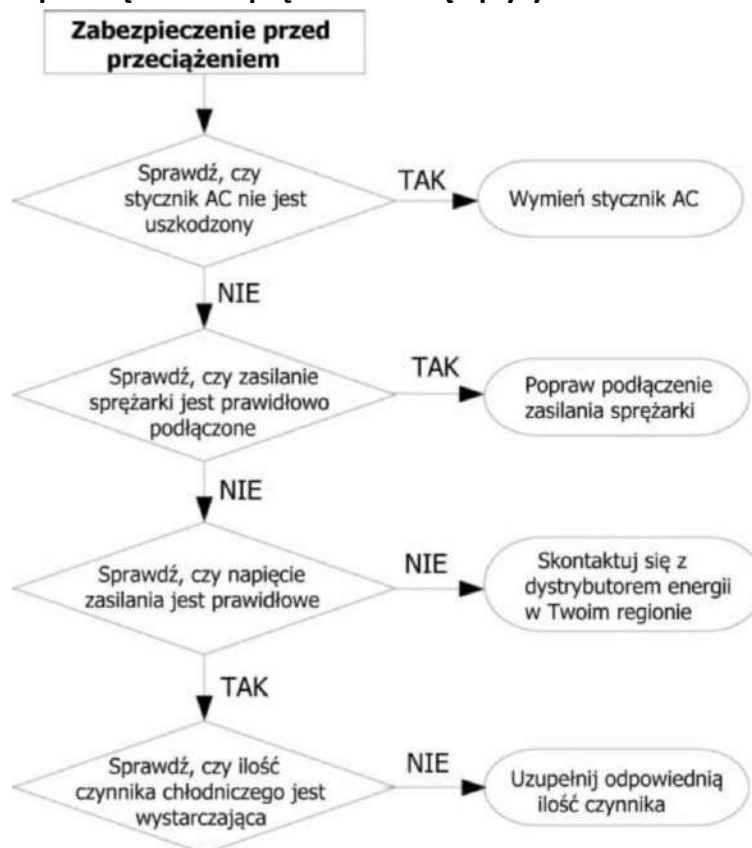 Zabezpieczenie przed
przeciążeniem
Sprawdź, czy
stycznik AC nie jest
uszkodzony
TAK
Wymień stycznik AC
NIE
Sprawdź, czy zasilanie
sprężarki jest prawidłowo
podłączone
TAK
Popraw podłączenie
zasilania sprężarki
NIE
Sprawdź, czy napięcie
zasilania jest prawidłowe
NIE
Skontaktuj się z
dystrybutorem energii
w Twoim regionie
TAK
Sprawdź, czy ilość
czynnika chłodniczego jest
wystarczająca
NIE
Uzupełnij odpowiednią
ilość czynnika